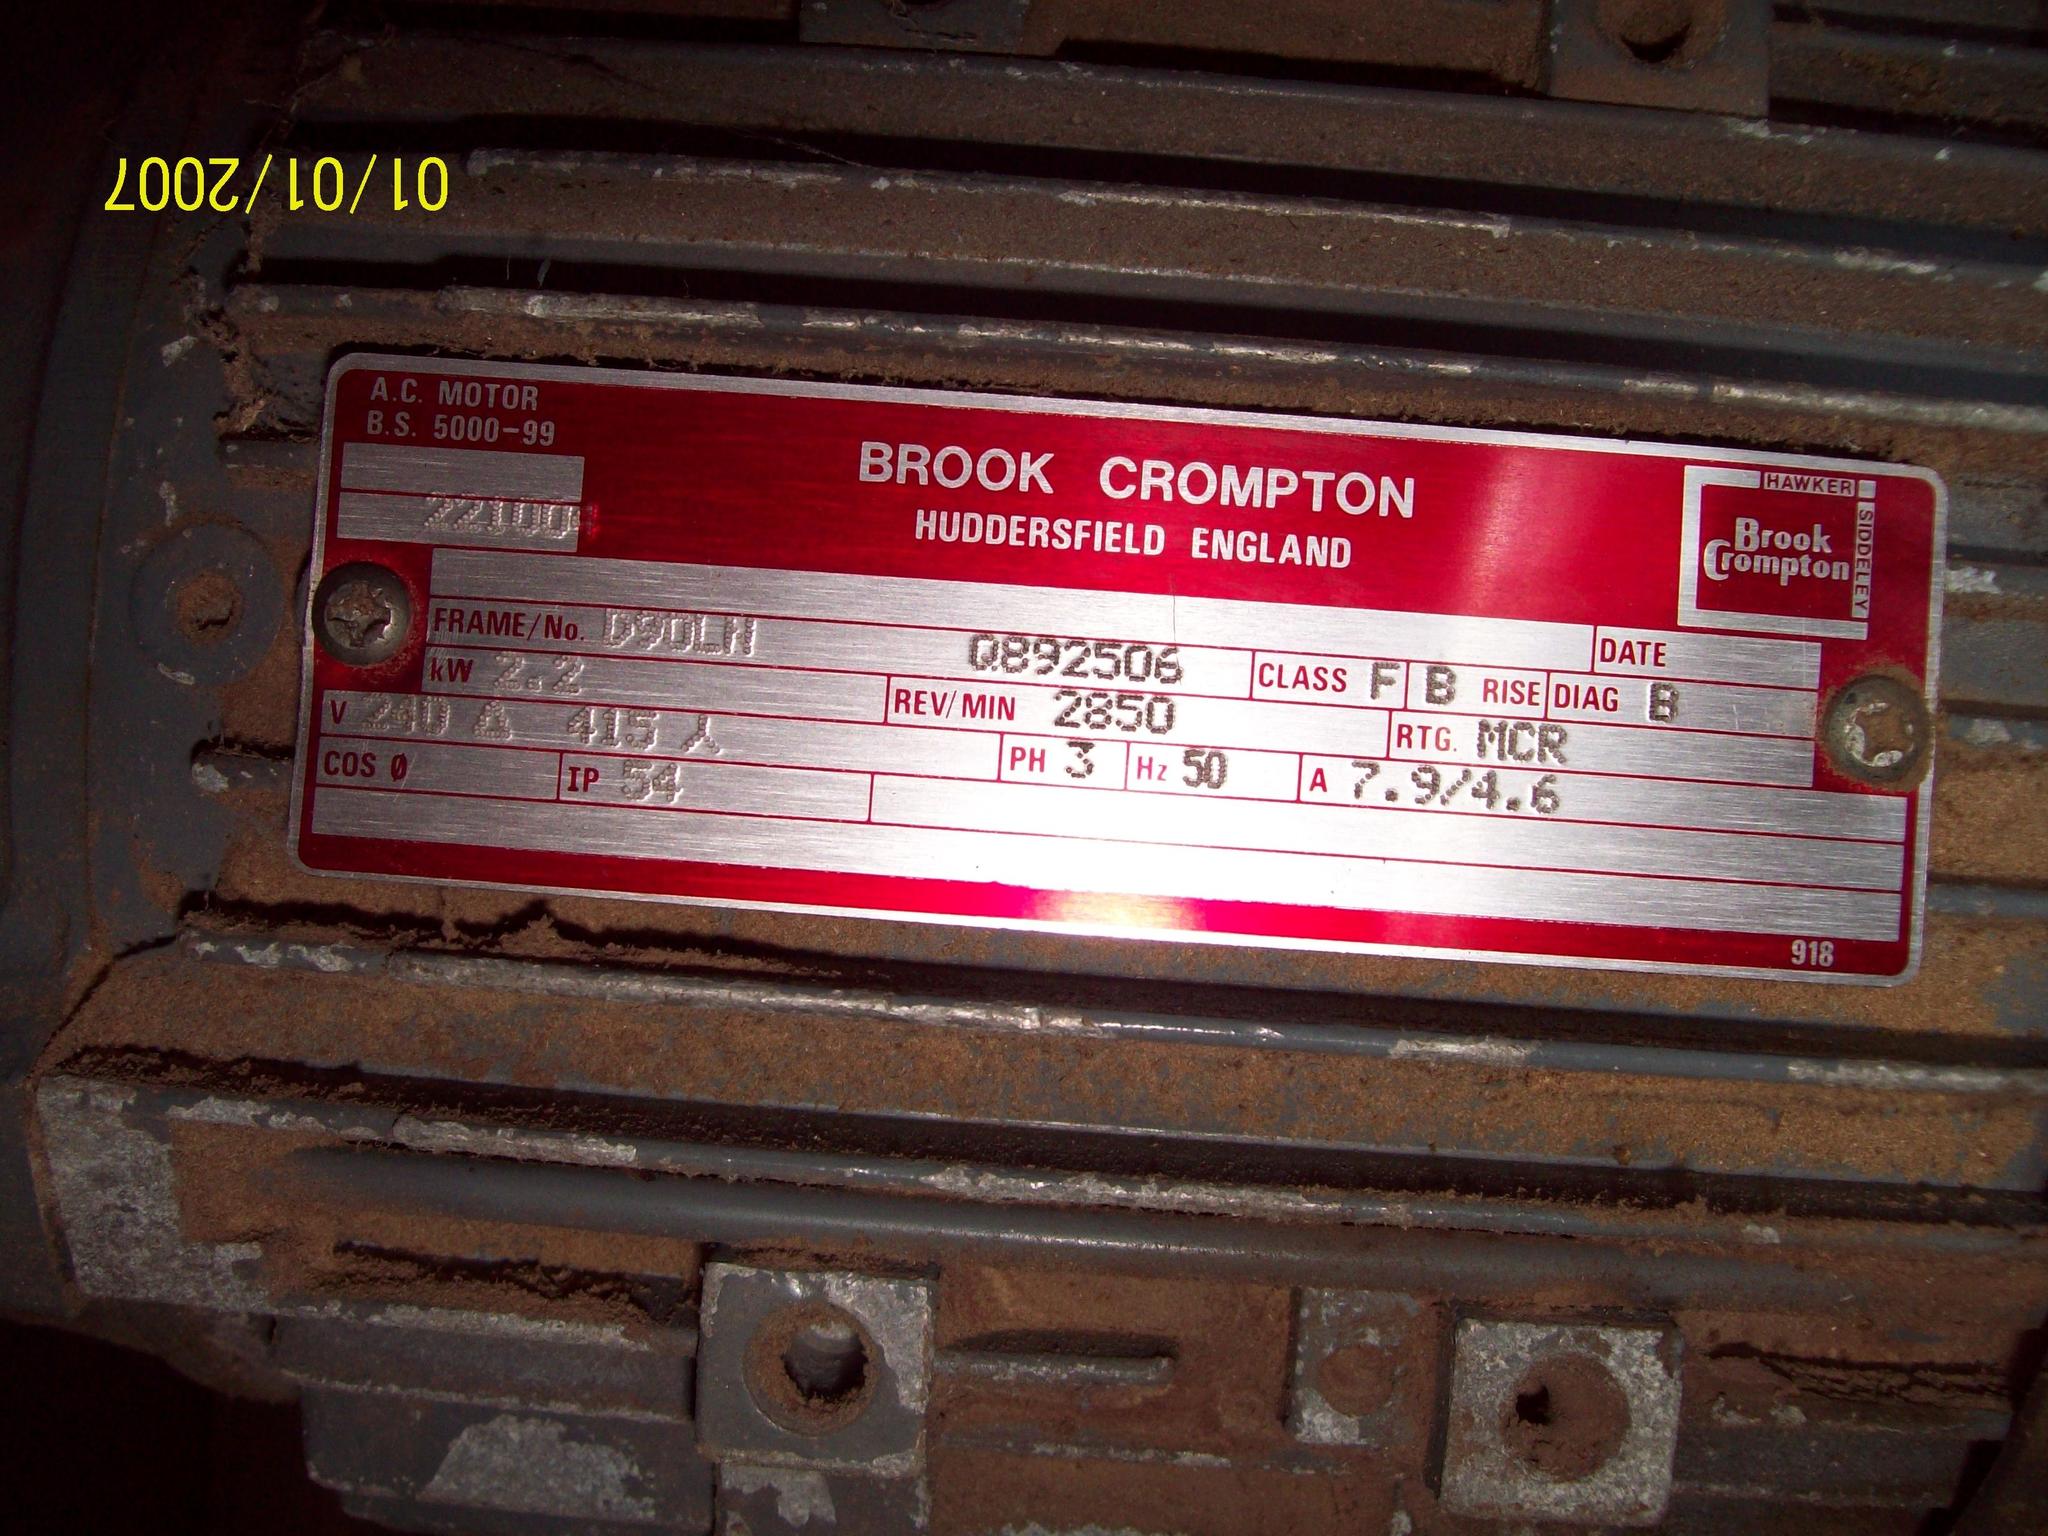 01/01/2007
A.C. MOTOR
B.S. 5000-99
BROOK CROMPTON
HUDDERSFIELD ENGLAND
HAWKER SIDDELEY
Brook
Crompton
DATE
FRAME/No. D90LN Q892506 CLASS F B RISE DIAG B
kW 2.2 REV/MIN 2850 RTG. MCR
V 240 Δ 415 ⅄ PH 3 Hz 50 A 7.9/4.6
COS Ø IP 54
918